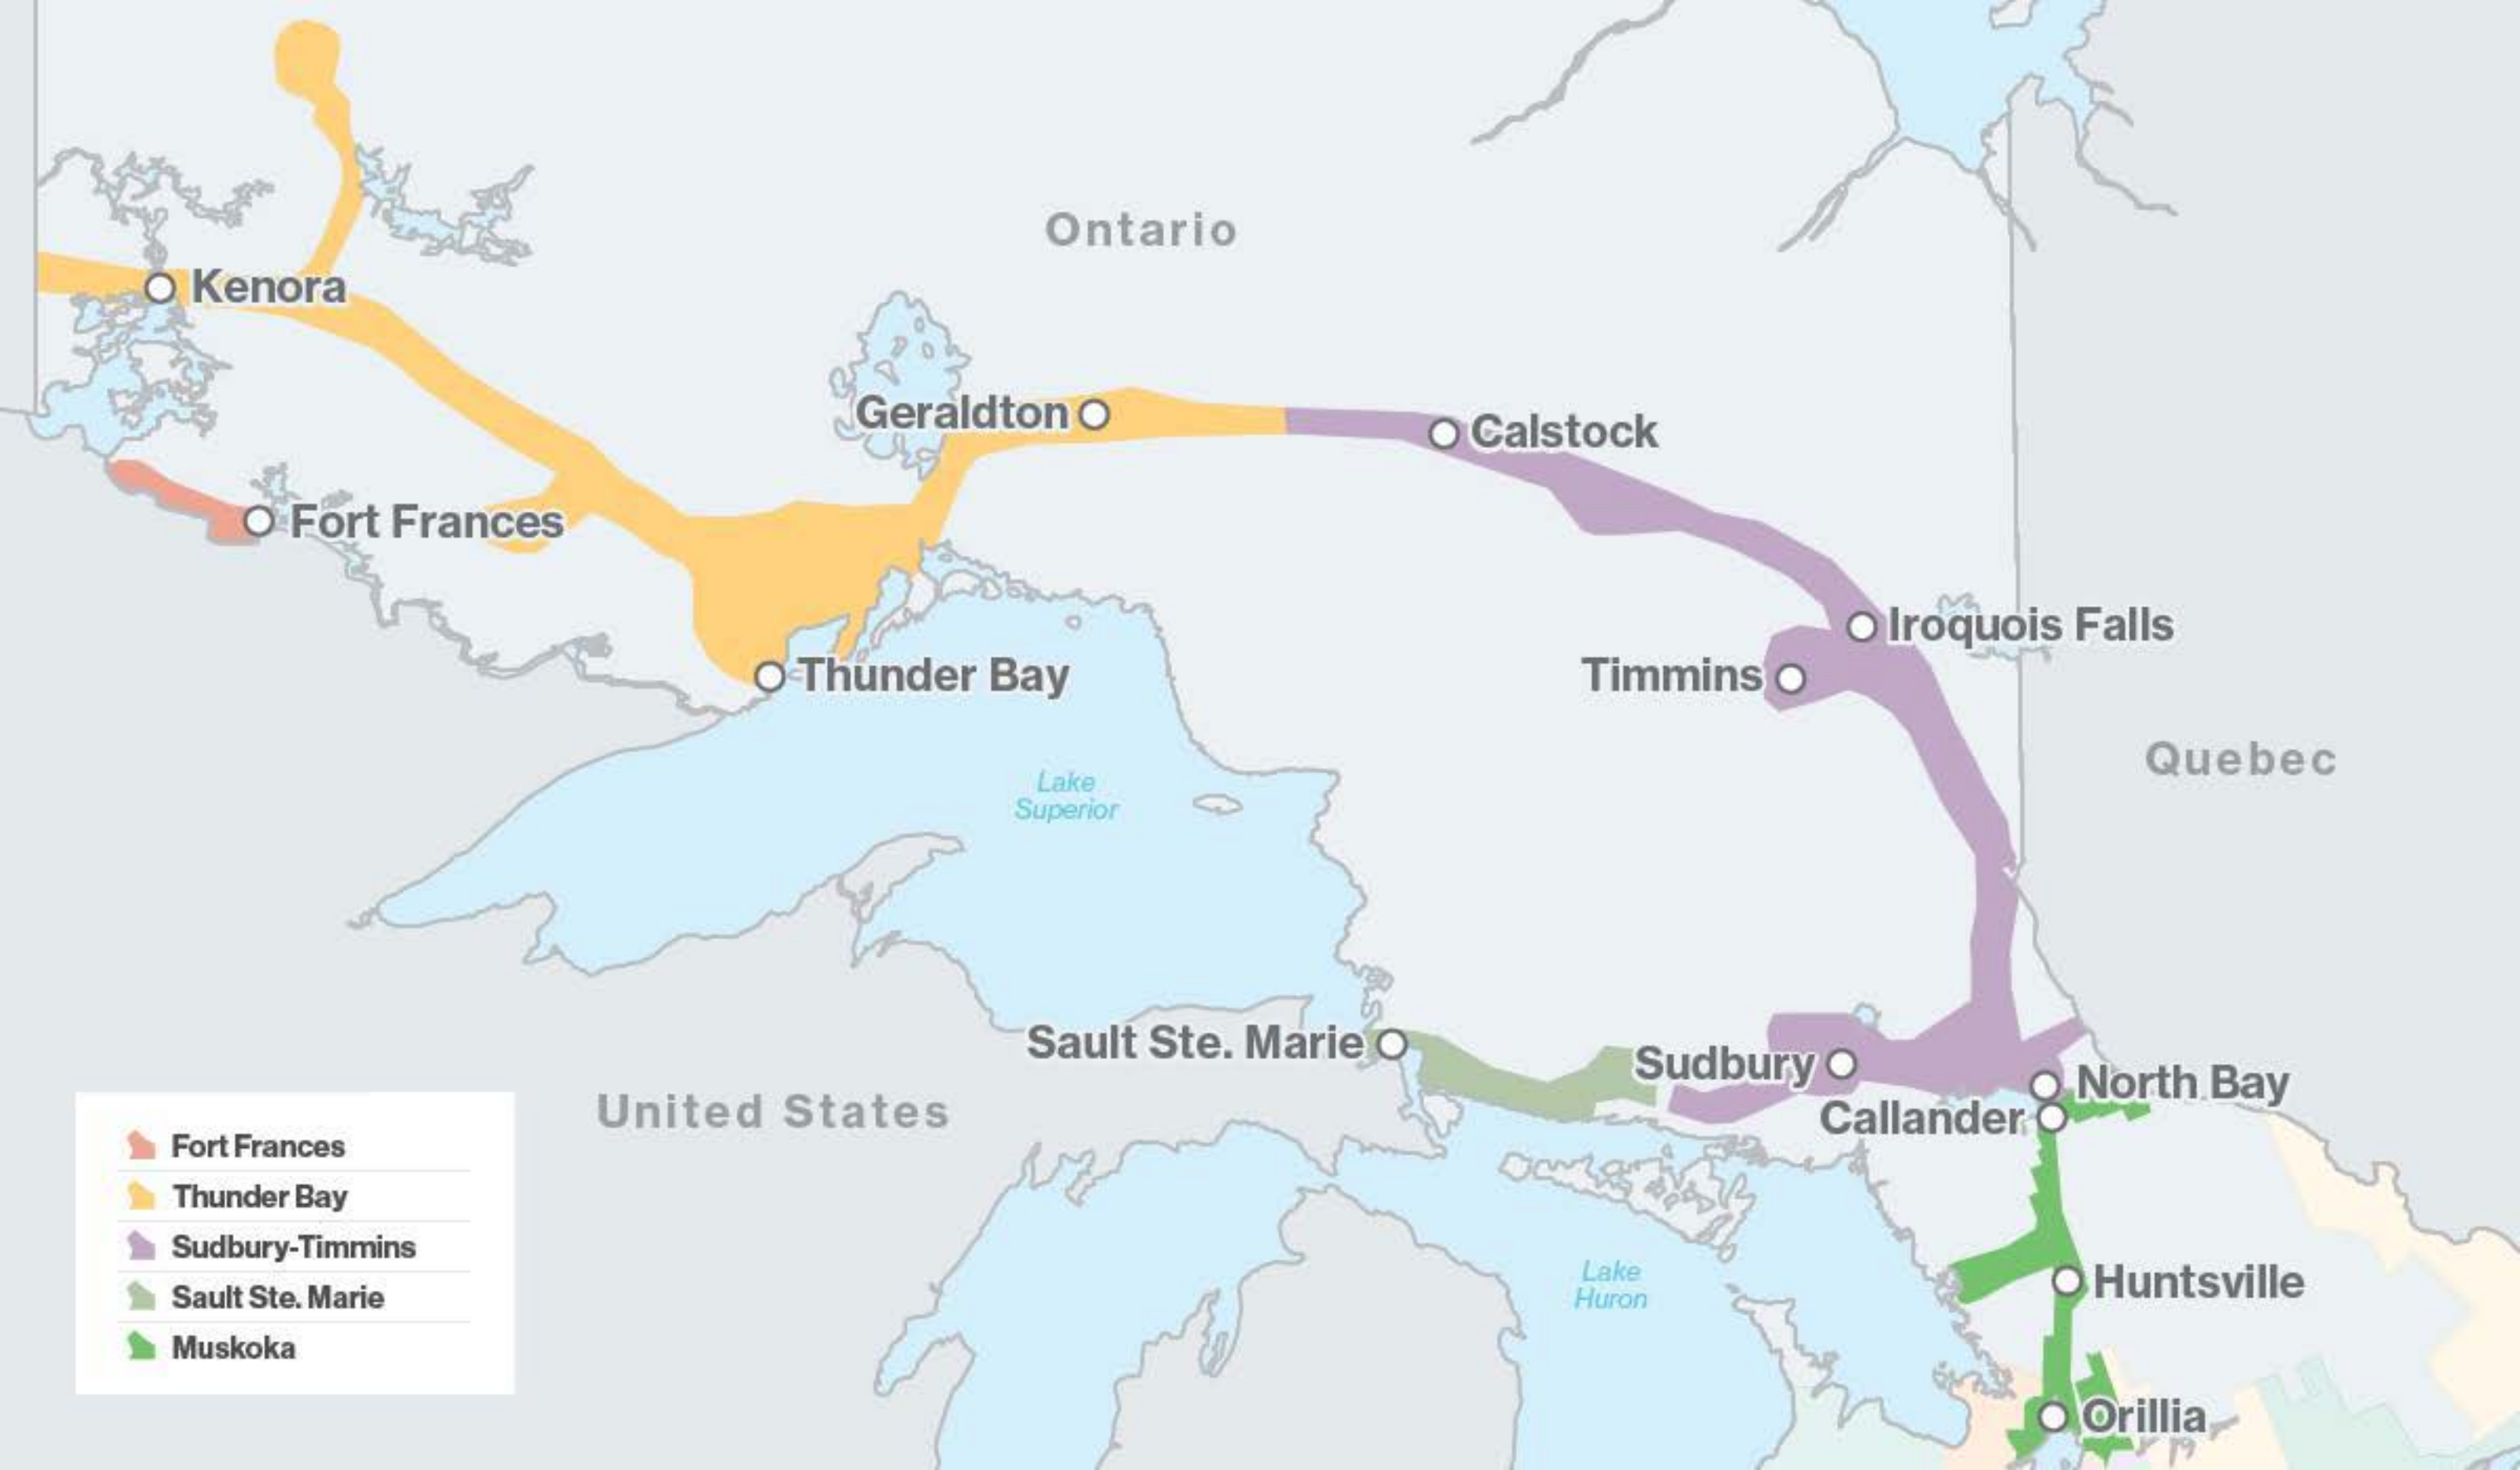 Ontario
Kenora
Geraldton
Calstock
Fort Frances
Iroquois Falls
Thunder Bay
Timmins
Quebec
Lake
Superior
Sault Ste. Marie
Sudbury
North Bay
United States
Callander
Fort Frances
Thunder Bay
Sudbury-Timmins
Sault Ste. Marie
Muskoka
Lake
Huron
Huntsville
Orillia